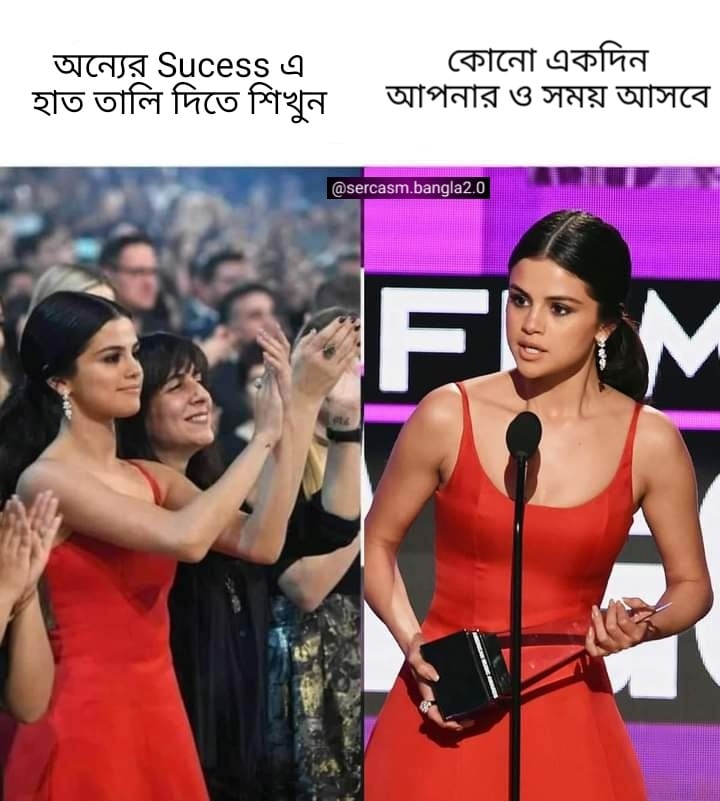 অন্যের Sucess এ
হাত তালি দিতে শিখুন
কোনো একদিন
আপনার ও সময় আসবে
@sercasm.bangla2.0
F M